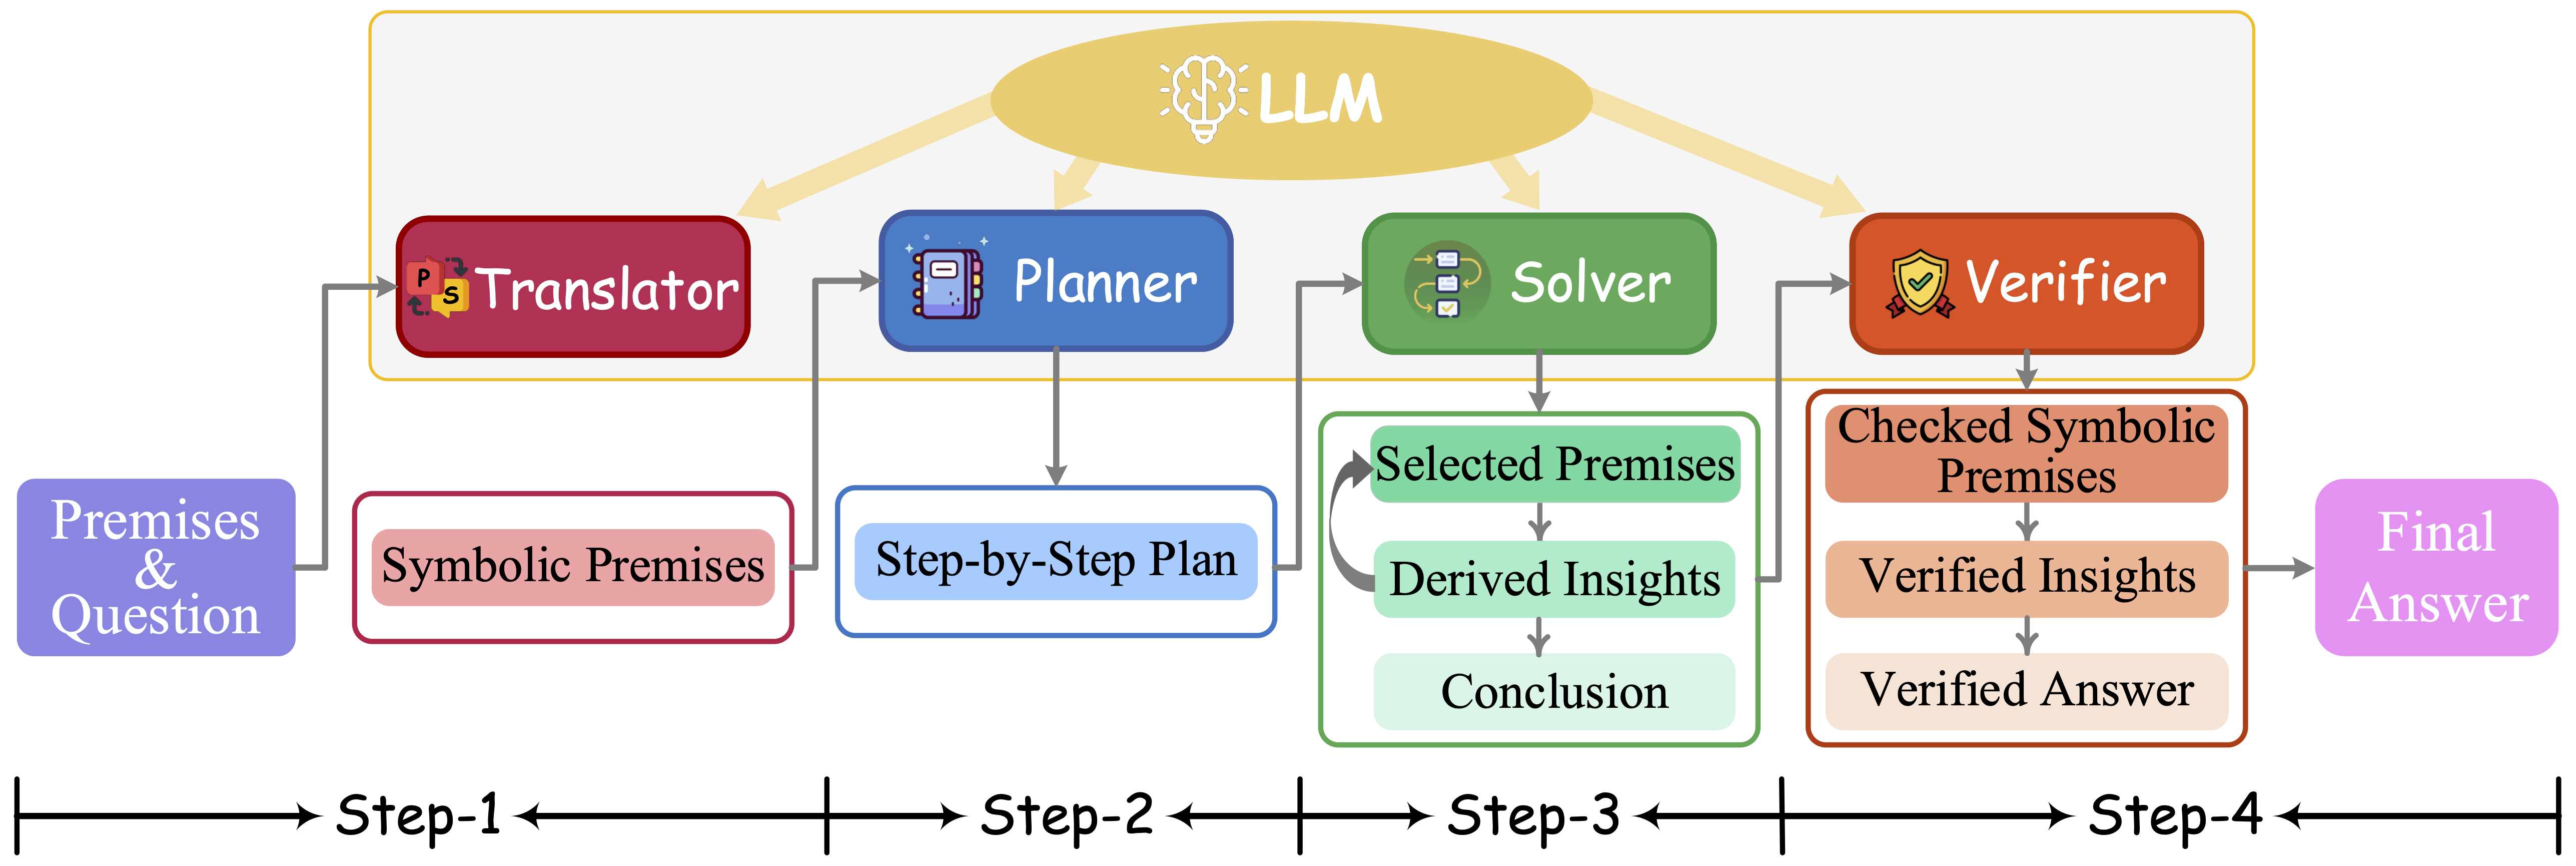 LLM
P
S
Translator
Planner
Solver
Verifier
Premises
&
Question
Symbolic Premises
Step-by-Step Plan
Selected Premises
Derived Insights
Conclusion
Checked Symbolic
Premises
Verified Insights
Verified Answer
Final
Answer
Step-1
Step-2
Step-3
Step-4